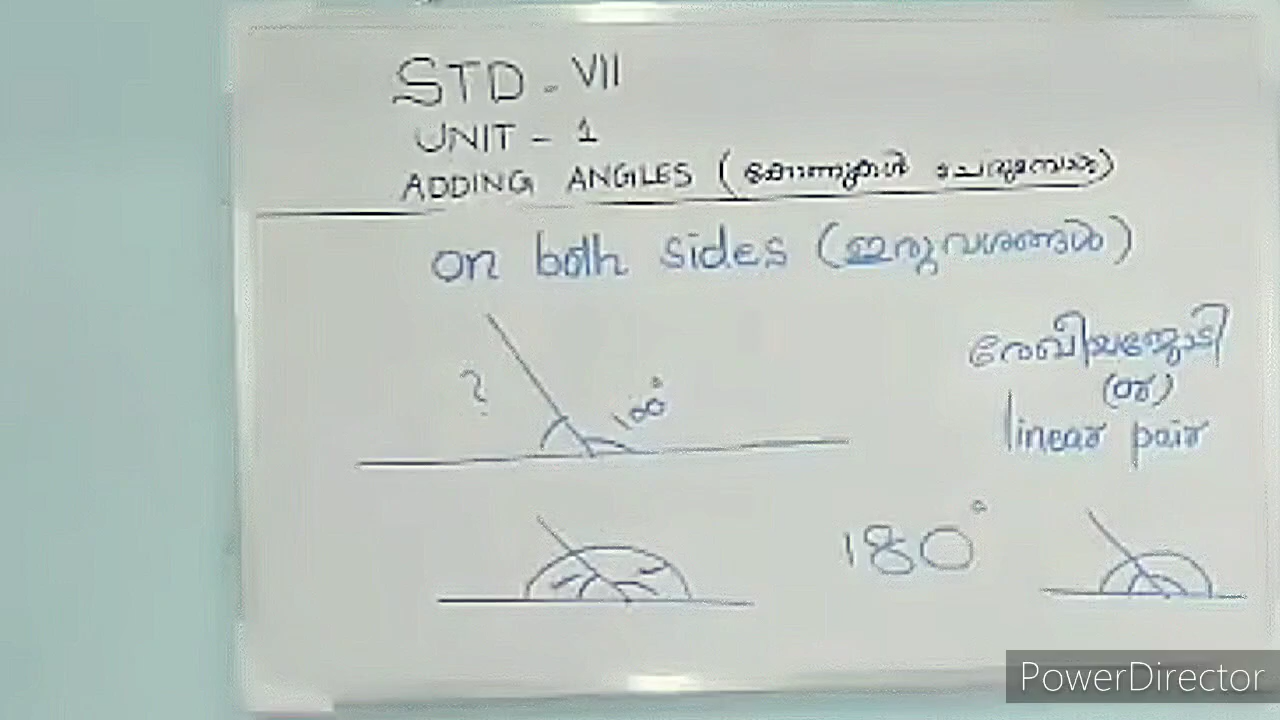 STD - VII
UNIT - 1
ADDING ANGLES (കോണുകൾ ചേരുമ്പോൾ)
on both sides (ഇരുവശങ്ങൾ)
രേഖീയജോടി
?
100°
(or)
linear pair
180°
PowerDirector